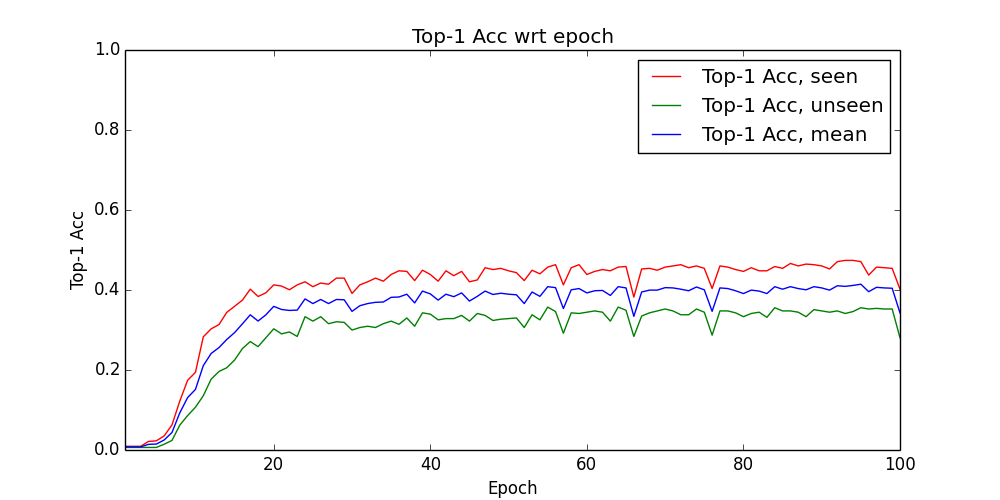 Top-1 Acc wrt epoch
1.0
0.8
0.6
0.4
0.2
0.0
Top-1 Acc
Top-1 Acc, seen
Top-1 Acc, unseen
Top-1 Acc, mean
20 40 60 80 100
Epoch